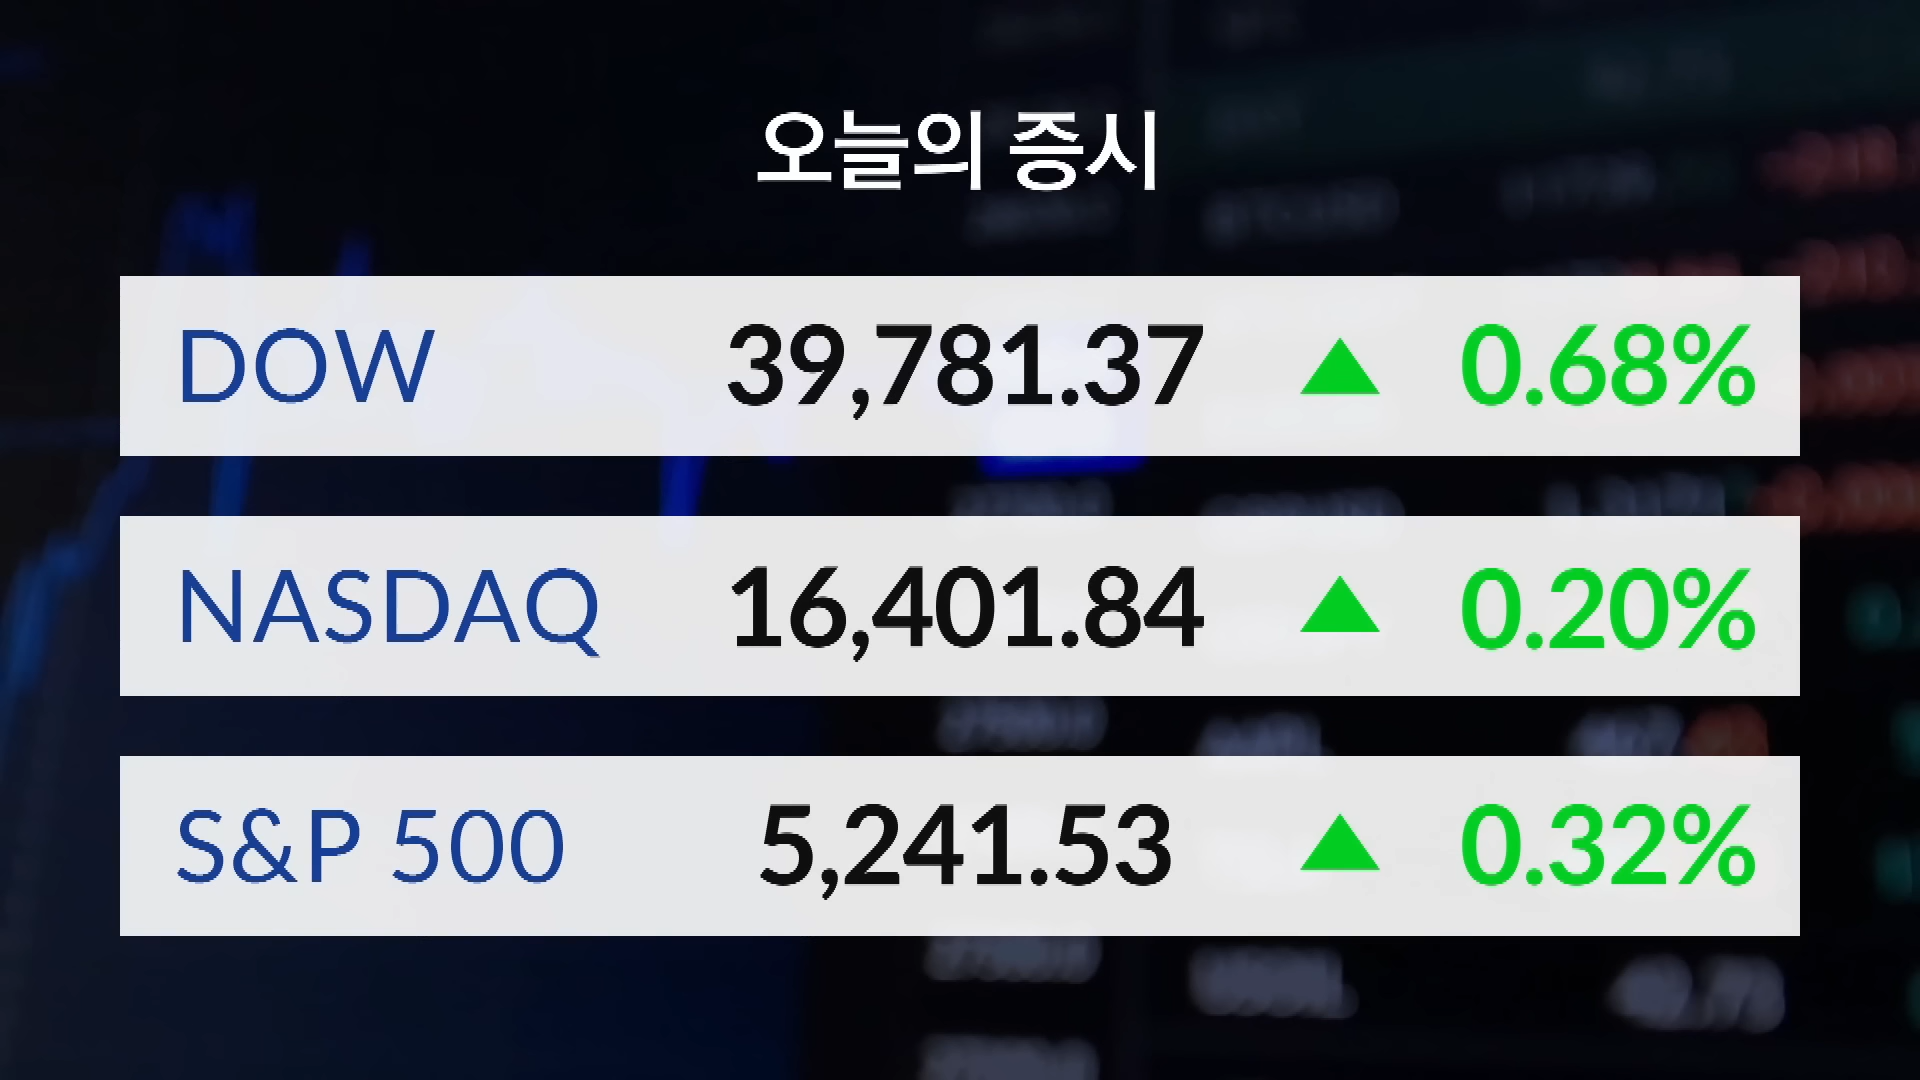 오늘의 증시
DOW 39,781.37 ▲ 0.68%
NASDAQ 16,401.84 ▲ 0.20%
S&P 500 5,241.53 ▲ 0.32%